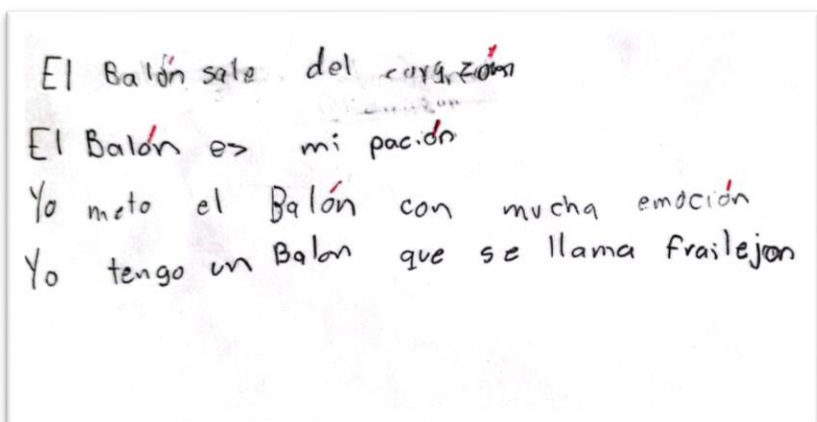 El Balón sale del corazón
El Balón es mi pación
Yo meto el Balón con mucha emoción
Yo tengo un Balon que se llama frailejon